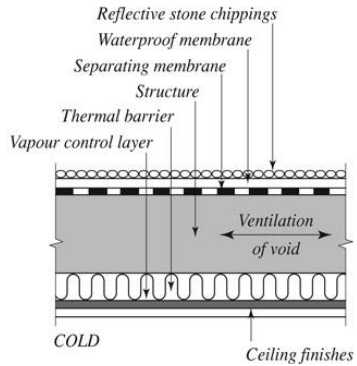 Reflective stone chippings
Waterproof membrane
Separating membrane
Structure
Thermal barrier
Vapour control layer
Ventilation
of void
COLD
Ceiling finishes